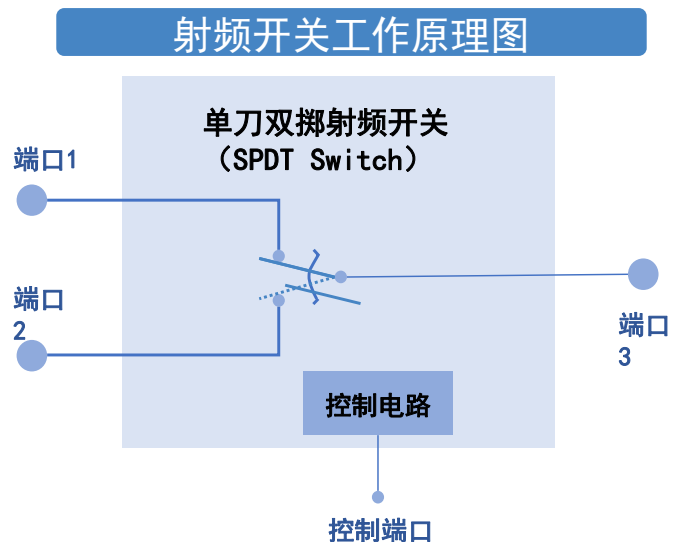 射频开关工作原理图
单刀双掷射频开关
（SPDT Switch）
端口1
端口
2
端口
3
控制电路
控制端口